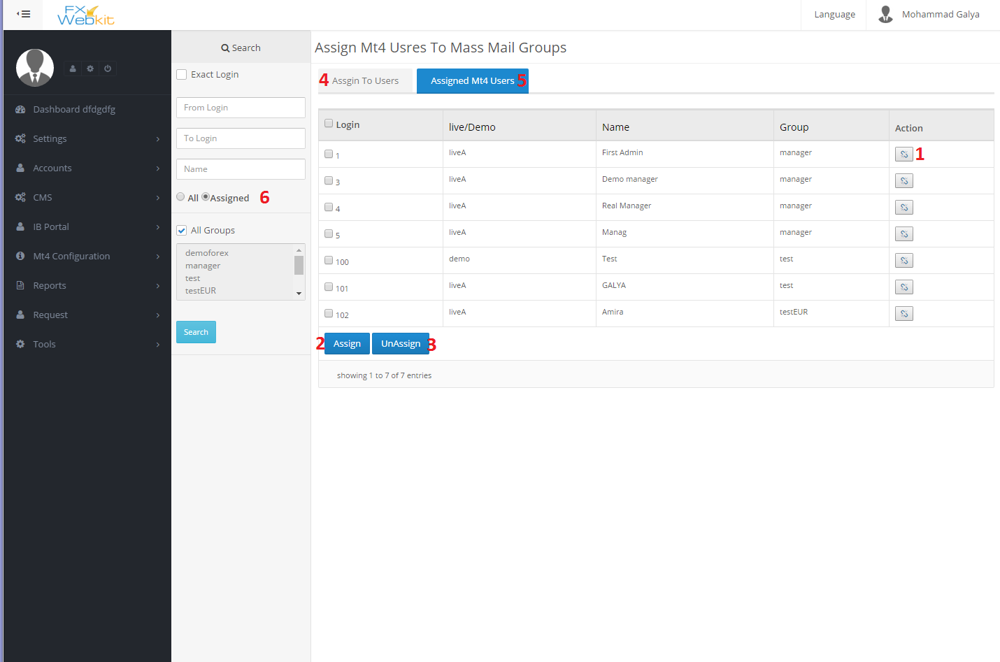 FX
Webkit
Language
Mohammad Galya
Dashboard dfdgdfg
Settings
Accounts
CMS
IB Portal
Mt4 Configuration
Reports
Request
Tools
Search
Exact Login
From Login
To Login
Name
All Assigned 6
All Groups
demoforex
manager
test
testEUR
Search
Assign Mt4 Usres To Mass Mail Groups
4 Assgin To Users Assigned Mt4 Users 5
Login live/Demo Name Group Action
1 liveA First Admin manager 1
3 liveA Demo manager manager
4 liveA Real Manager manager
5 liveA Manag manager
100 demo Test test
101 liveA GALYA test
102 liveA Amira testEUR
2 Assign UnAssign 3
showing 1 to 7 of 7 entries